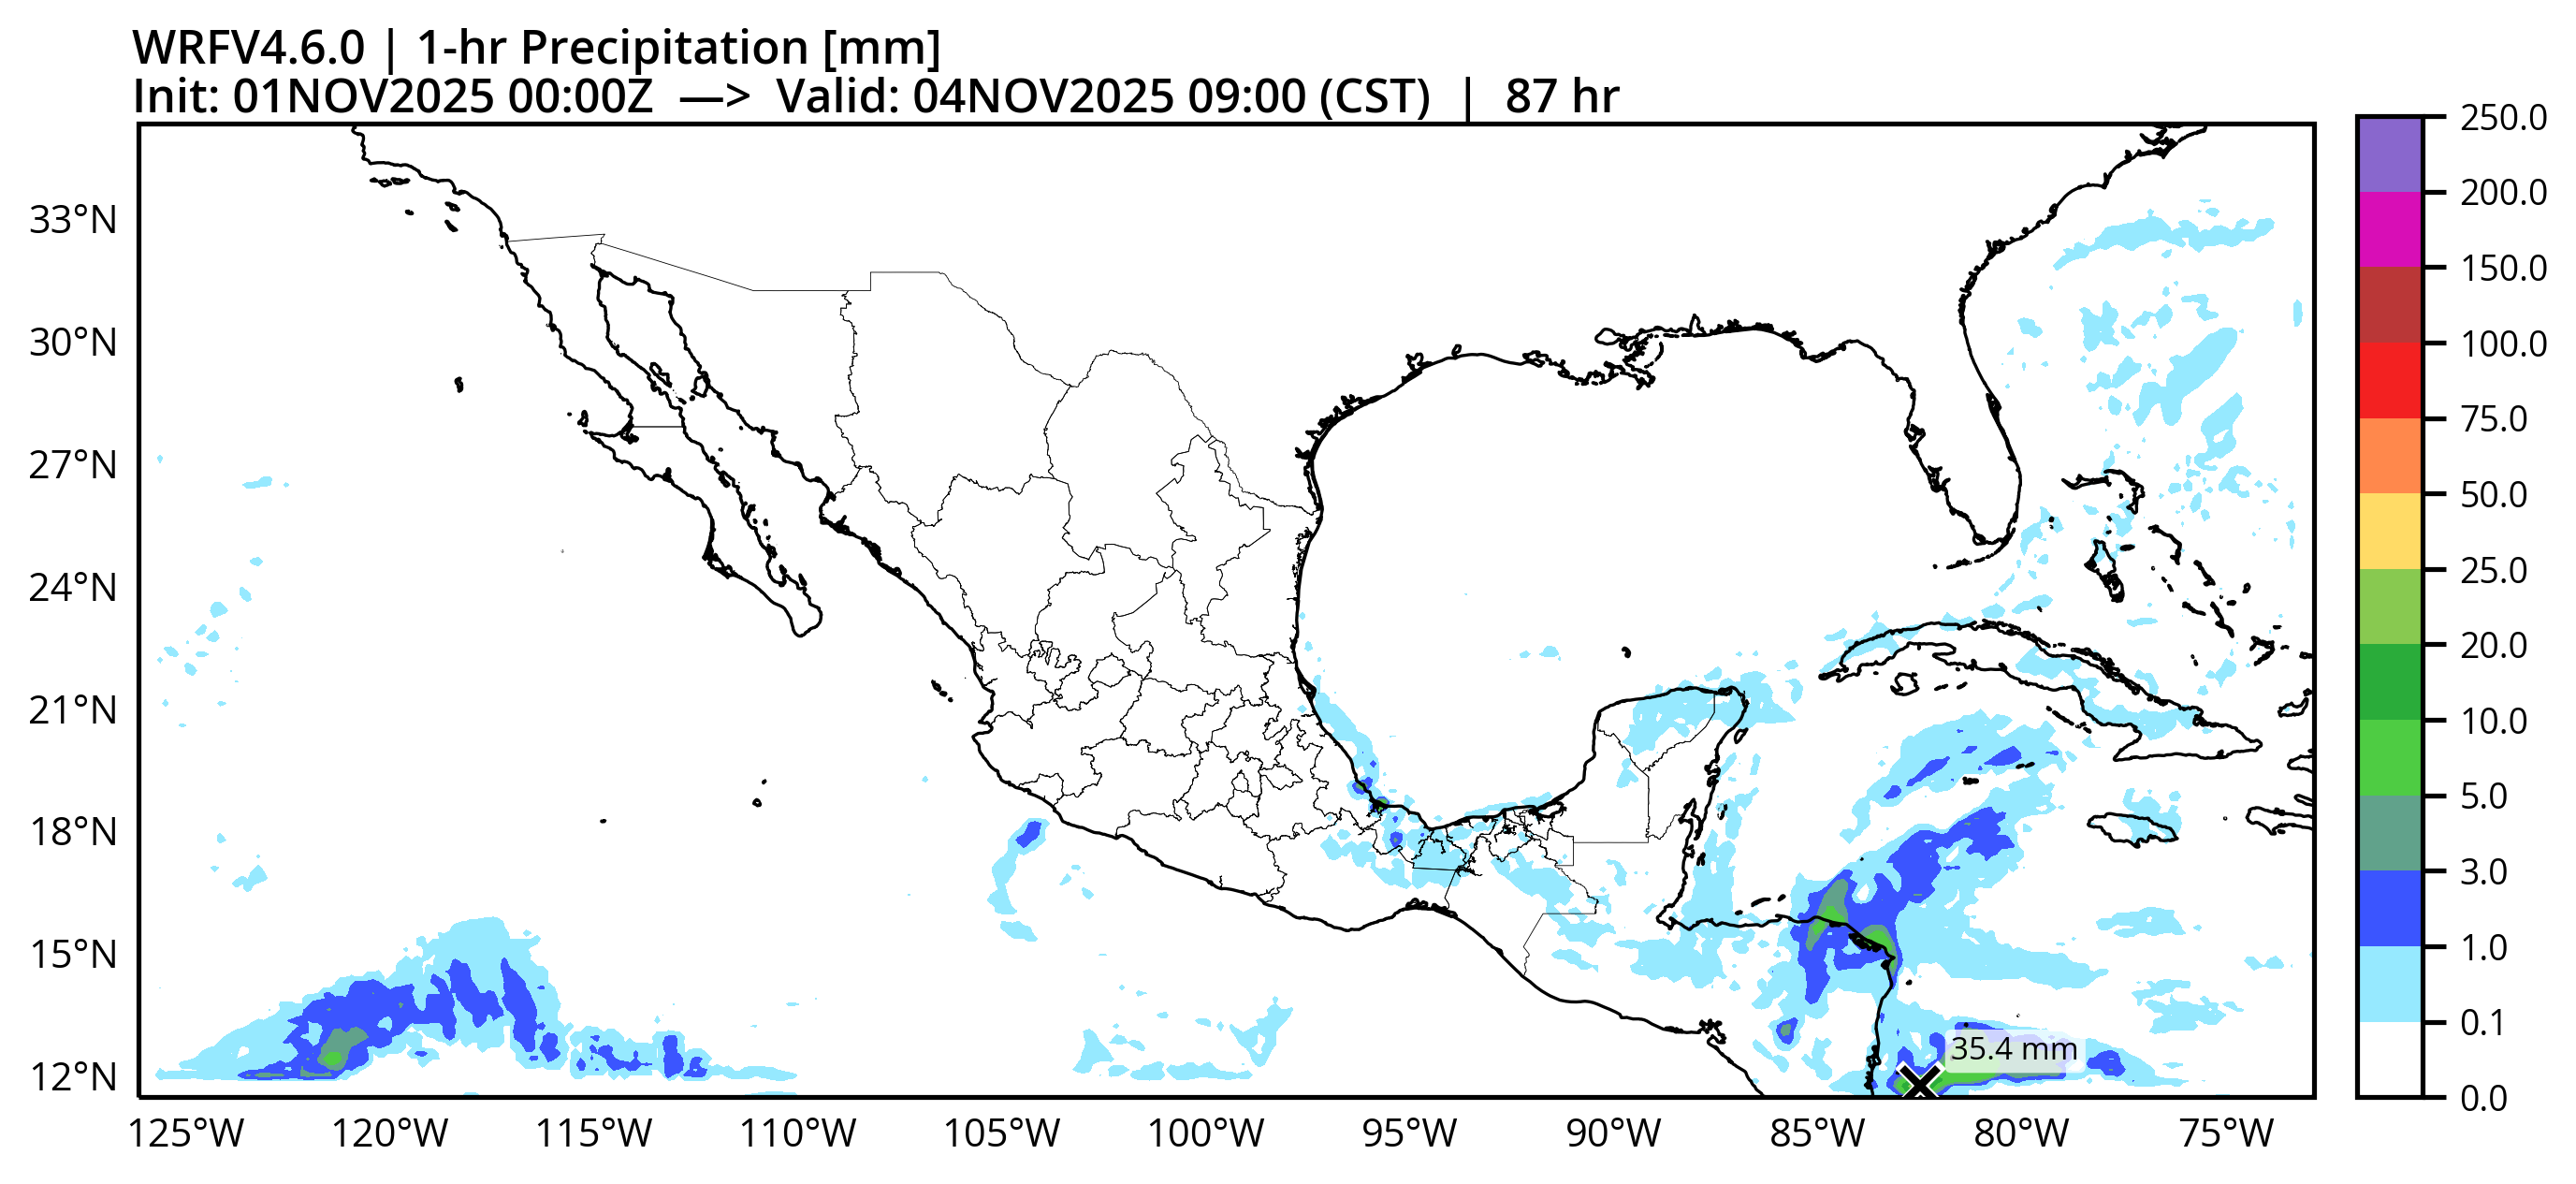 WRFV4.6.0 | 1-hr Precipitation [mm]
Init: 01NOV2025 00:00Z —> Valid: 04NOV2025 09:00 (CST) | 87 hr
33°N
30°N
27°N
24°N
21°N
18°N
15°N
12°N
125°W 120°W 115°W 110°W 105°W 100°W 95°W 90°W 85°W 80°W 75°W
35.4 mm
250.0
200.0
150.0
100.0
75.0
50.0
25.0
20.0
10.0
5.0
3.0
1.0
0.1
0.0